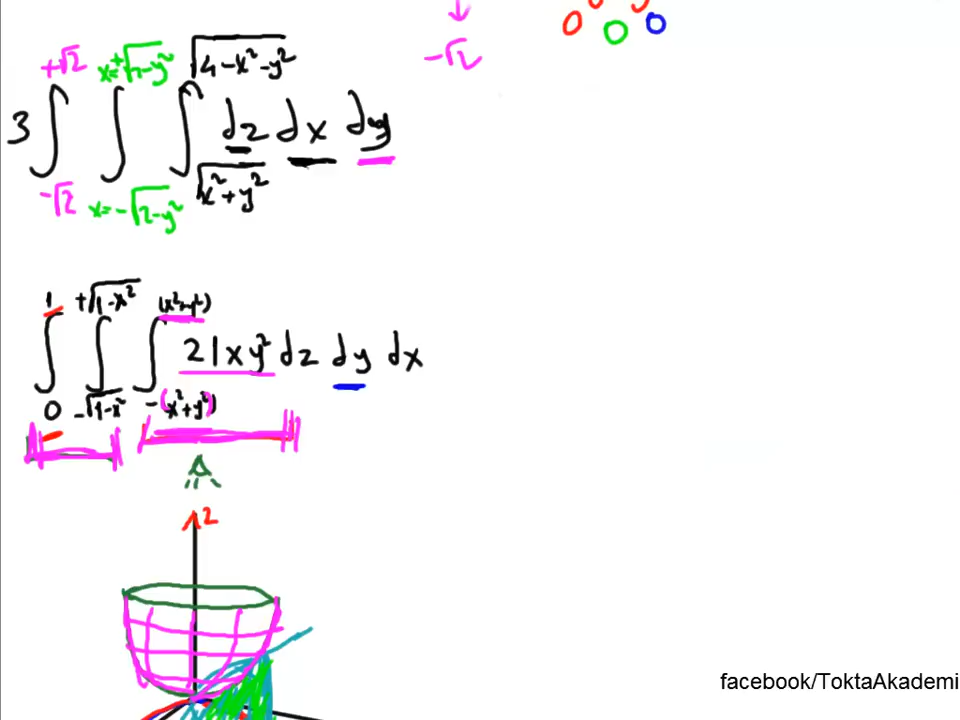 -√2
3 ∫_{-√2}^{+√2} ∫_{x=-√(2-y²)}^{x=+√(2-y²)} ∫_{√(x²+y²)}^{√(4-x²-y²)} dz dx dy
∫_{0}^{1} ∫_{-√(1-x²)}^{+√(1-x²)} ∫_{-(x²+y²)}^{(x²+y²)} 21xy² dz dy dx
2
facebook/ToktaAkademi